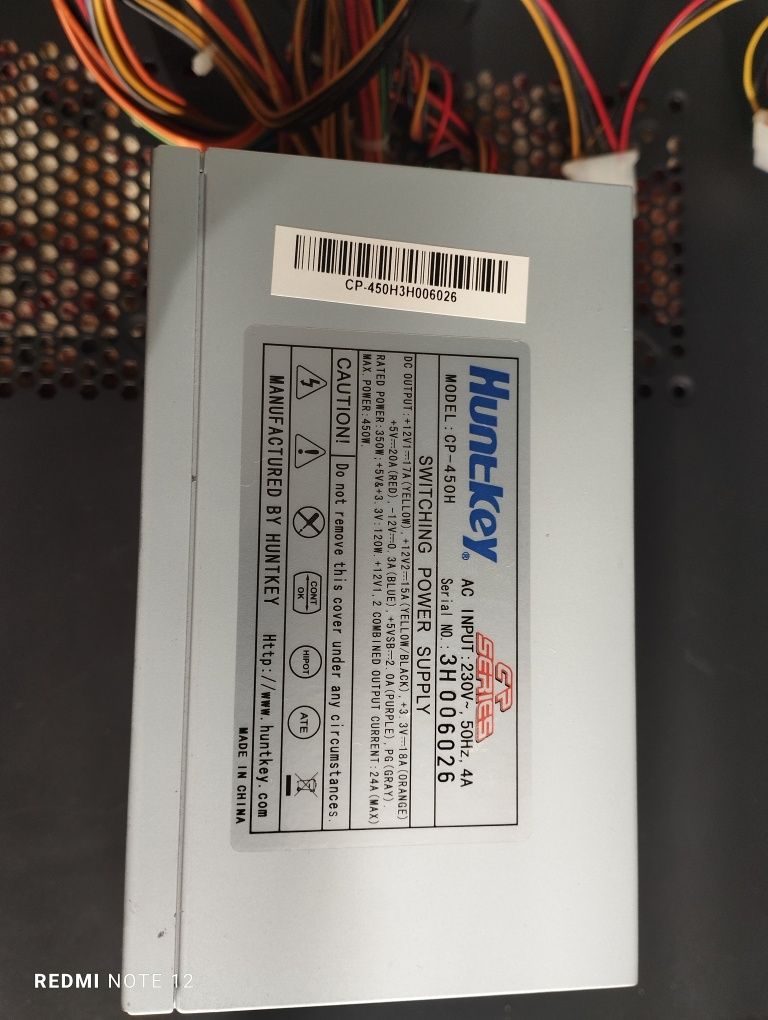 CP-450H3H006026
Huntkey®
CP SERIES
MODEL:CP-450H
AC INPUT:230V~, 50Hz, 4A
Serial NO.:3H006026
SWITCHING POWER SUPPLY
DC OUTPUT:+12V1⎓17A(YELLOW), +12V2⎓15A(YELLOW/BLACK), +3.3V⎓18A(ORANGE)
+5V⎓20A(RED), -12V⎓0.3A(BLUE), +5VSB⎓2.0A(PURPLE), PG(GRAY).
RATED POWER:350W:+5V&+3.3V:120W. +12V1,2 COMBINED OUTPUT CURRENT:24A(MAX)
MAX. POWER:450W.
CAUTION! Do not remove this cover under any circumstances.
CONT OK
HIPOT
ATE
MANUFACTURED BY HUNTKEY Http://www.huntkey.com
MADE IN CHINA
REDMI NOTE 12